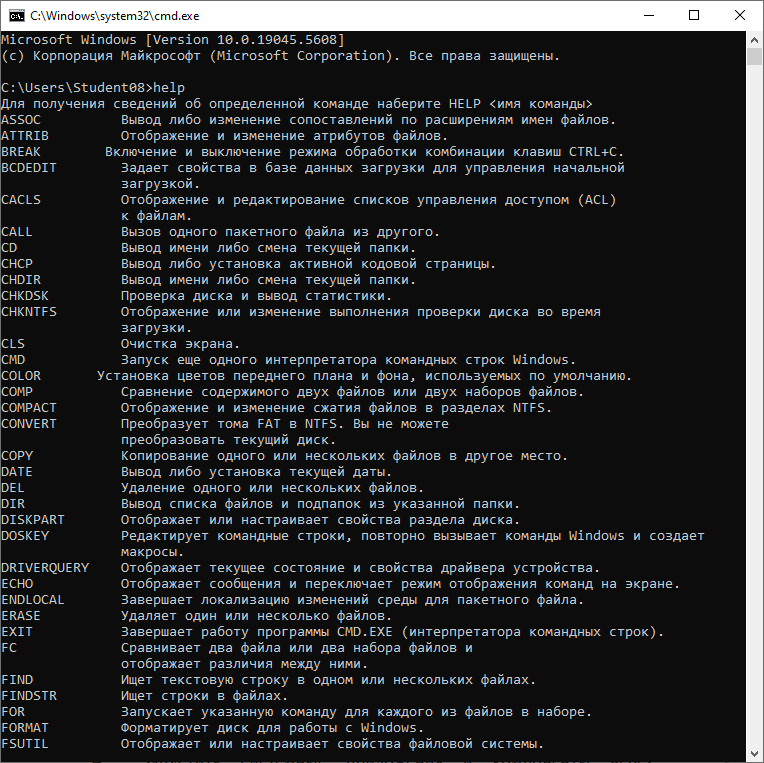 C:\Windows\system32\cmd.exe
Microsoft Windows [Version 10.0.19045.5608]
(c) Корпорация Майкрософт (Microsoft Corporation). Все права защищены.
C:\Users\Student08>help
Для получения сведений об определенной команде наберите HELP <имя команды>
ASSOC          Вывод либо изменение сопоставлений по расширениям имен файлов.
ATTRIB         Отображение и изменение атрибутов файлов.
BREAK        Включение и выключение режима обработки комбинации клавиш CTRL+C.
BCDEDIT        Задает свойства в базе данных загрузки для управления начальной
               загрузкой.
CACLS          Отображение и редактирование списков управления доступом (ACL)
               к файлам.
CALL           Вызов одного пакетного файла из другого.
CD             Вывод имени либо смена текущей папки.
CHCP           Вывод либо установка активной кодовой страницы.
CHDIR          Вывод имени либо смена текущей папки.
CHKDSK         Проверка диска и вывод статистики.
CHKNTFS        Отображение или изменение выполнения проверки диска во время
               загрузки.
CLS            Очистка экрана.
CMD            Запуск еще одного интерпретатора командных строк Windows.
COLOR       Установка цветов переднего плана и фона, используемых по умолчанию.
COMP           Сравнение содержимого двух файлов или двух наборов файлов.
COMPACT        Отображение и изменение сжатия файлов в разделах NTFS.
CONVERT        Преобразует тома FAT в NTFS. Вы не можете
               преобразовать текущий диск.
COPY           Копирование одного или нескольких файлов в другое место.
DATE           Вывод либо установка текущей даты.
DEL            Удаление одного или нескольких файлов.
DIR            Вывод списка файлов и подпапок из указанной папки.
DISKPART       Отображает или настраивает свойства раздела диска.
DOSKEY         Редактирует командные строки, повторно вызывает команды Windows и создает
               макросы.
DRIVERQUERY    Отображает текущее состояние и свойства драйвера устройства.
ECHO           Отображает сообщения и переключает режим отображения команд на экране.
ENDLOCAL       Завершает локализацию изменений среды для пакетного файла.
ERASE          Удаляет один или несколько файлов.
EXIT           Завершает работу программы CMD.EXE (интерпретатора командных строк).
FC             Сравнивает два файла или два набора файлов и
               отображает различия между ними.
FIND           Ищет текстовую строку в одном или нескольких файлах.
FINDSTR        Ищет строки в файлах.
FOR            Запускает указанную команду для каждого из файлов в наборе.
FORMAT         Форматирует диск для работы с Windows.
FSUTIL         Отображает или настраивает свойства файловой системы.